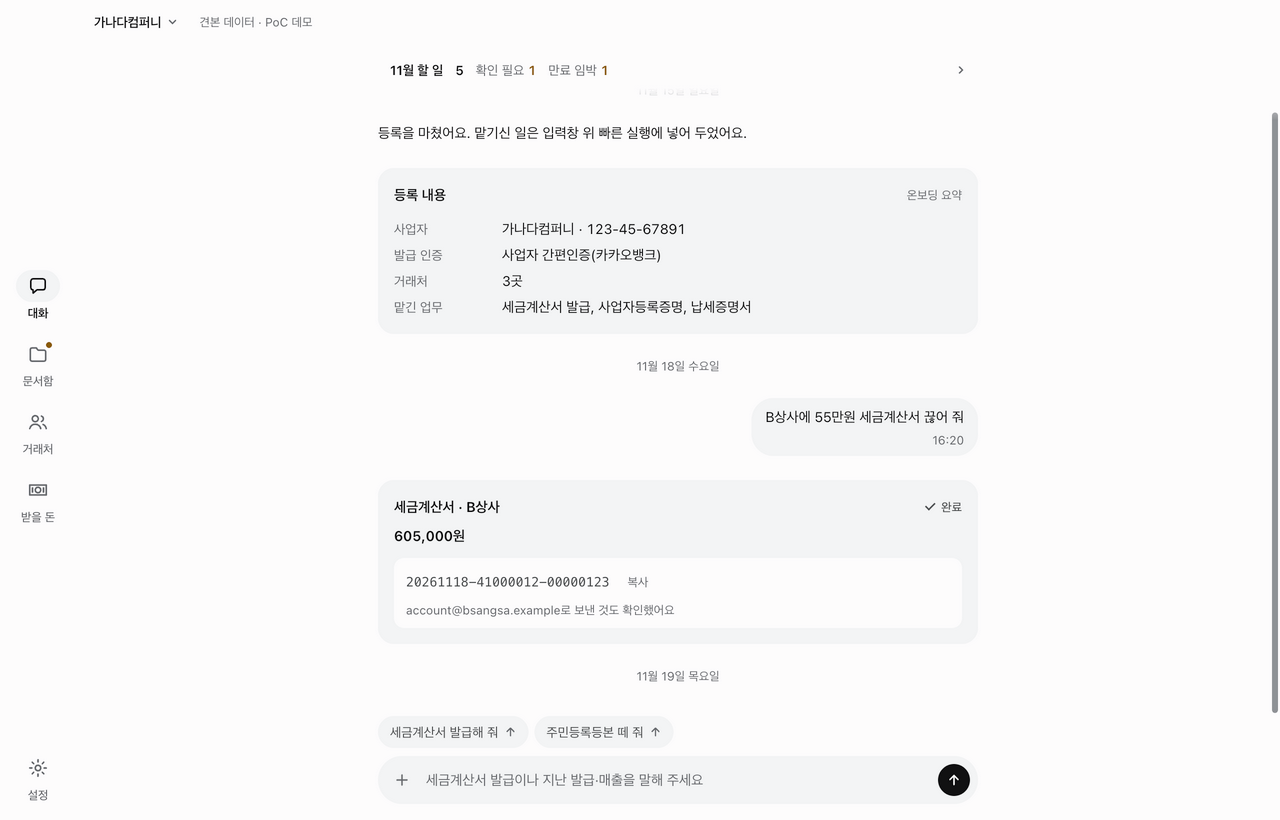 가나다컴퍼니
견본 데이터 · PoC 데모
11월 할 일 5 확인 필요 1 만료 임박 1
등록을 마쳤어요. 맡기신 일은 입력창 위 빠른 실행에 넣어 두었어요.
등록 내용
온보딩 요약
사업자 가나다컴퍼니 · 123-45-67891
발급 인증 사업자 간편인증(카카오뱅크)
거래처 3곳
맡긴 업무 세금계산서 발급, 사업자등록증명, 납세증명서
대화
문서함
거래처
받을 돈
설정
11월 18일 수요일
B상사에 55만원 세금계산서 끊어 줘
16:20
세금계산서 · B상사
완료
605,000원
20261118-41000012-00000123 복사
account@bsangsa.example로 보낸 것도 확인했어요
11월 19일 목요일
세금계산서 발급해 줘
주민등록등본 떼 줘
세금계산서 발급이나 지난 발급·매출을 말해 주세요